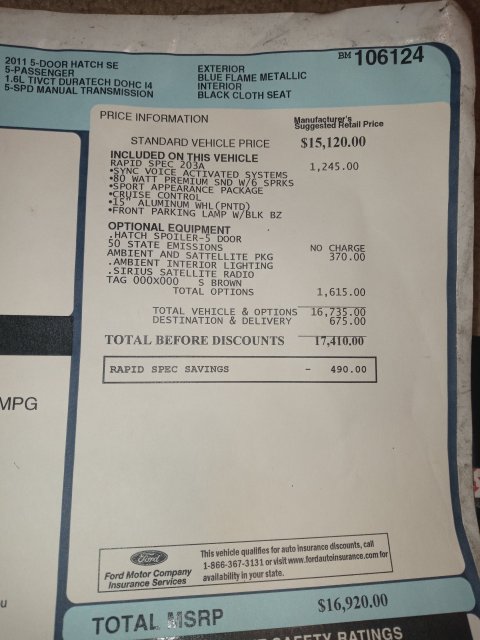 BM 106124
2011 5-DOOR HATCH SE
5-PASSENGER
1.6L TIVCT DURATECH DOHC I4
5-SPD MANUAL TRANSMISSION
EXTERIOR
BLUE FLAME METALLIC
INTERIOR
BLACK CLOTH SEAT
PRICE INFORMATION
Manufacturer's
Suggested Retail Price
STANDARD VEHICLE PRICE $15,120.00
INCLUDED ON THIS VEHICLE
RAPID SPEC 203A 1,245.00
•SYNC VOICE ACTIVATED SYSTEMS
•80 WATT PREMIUM SND W/6 SPRKS
•SPORT APPEARANCE PACKAGE
•CRUISE CONTROL
•15" ALUMINUM WHL(PNTD)
•FRONT PARKING LAMP W/BLK BZ
OPTIONAL EQUIPMENT
.HATCH SPOILER-5 DOOR
50 STATE EMISSIONS NO CHARGE
AMBIENT AND SATTELLITE PKG 370.00
.AMBIENT INTERIOR LIGHTING
.SIRIUS SATELLITE RADIO
TAG 000X000 S BROWN
TOTAL OPTIONS 1,615.00
TOTAL VEHICLE & OPTIONS 16,735.00
DESTINATION & DELIVERY 675.00
TOTAL BEFORE DISCOUNTS 17,410.00
RAPID SPEC SAVINGS - 490.00
MPG
Ford
Ford Motor Company
Insurance Services
This vehicle qualifies for auto insurance discounts, call
1-866-367-3131 or visit www.fordautoinsurance.com for
availability in your state.
TOTAL MSRP $16,920.00
SAFETY RATINGS